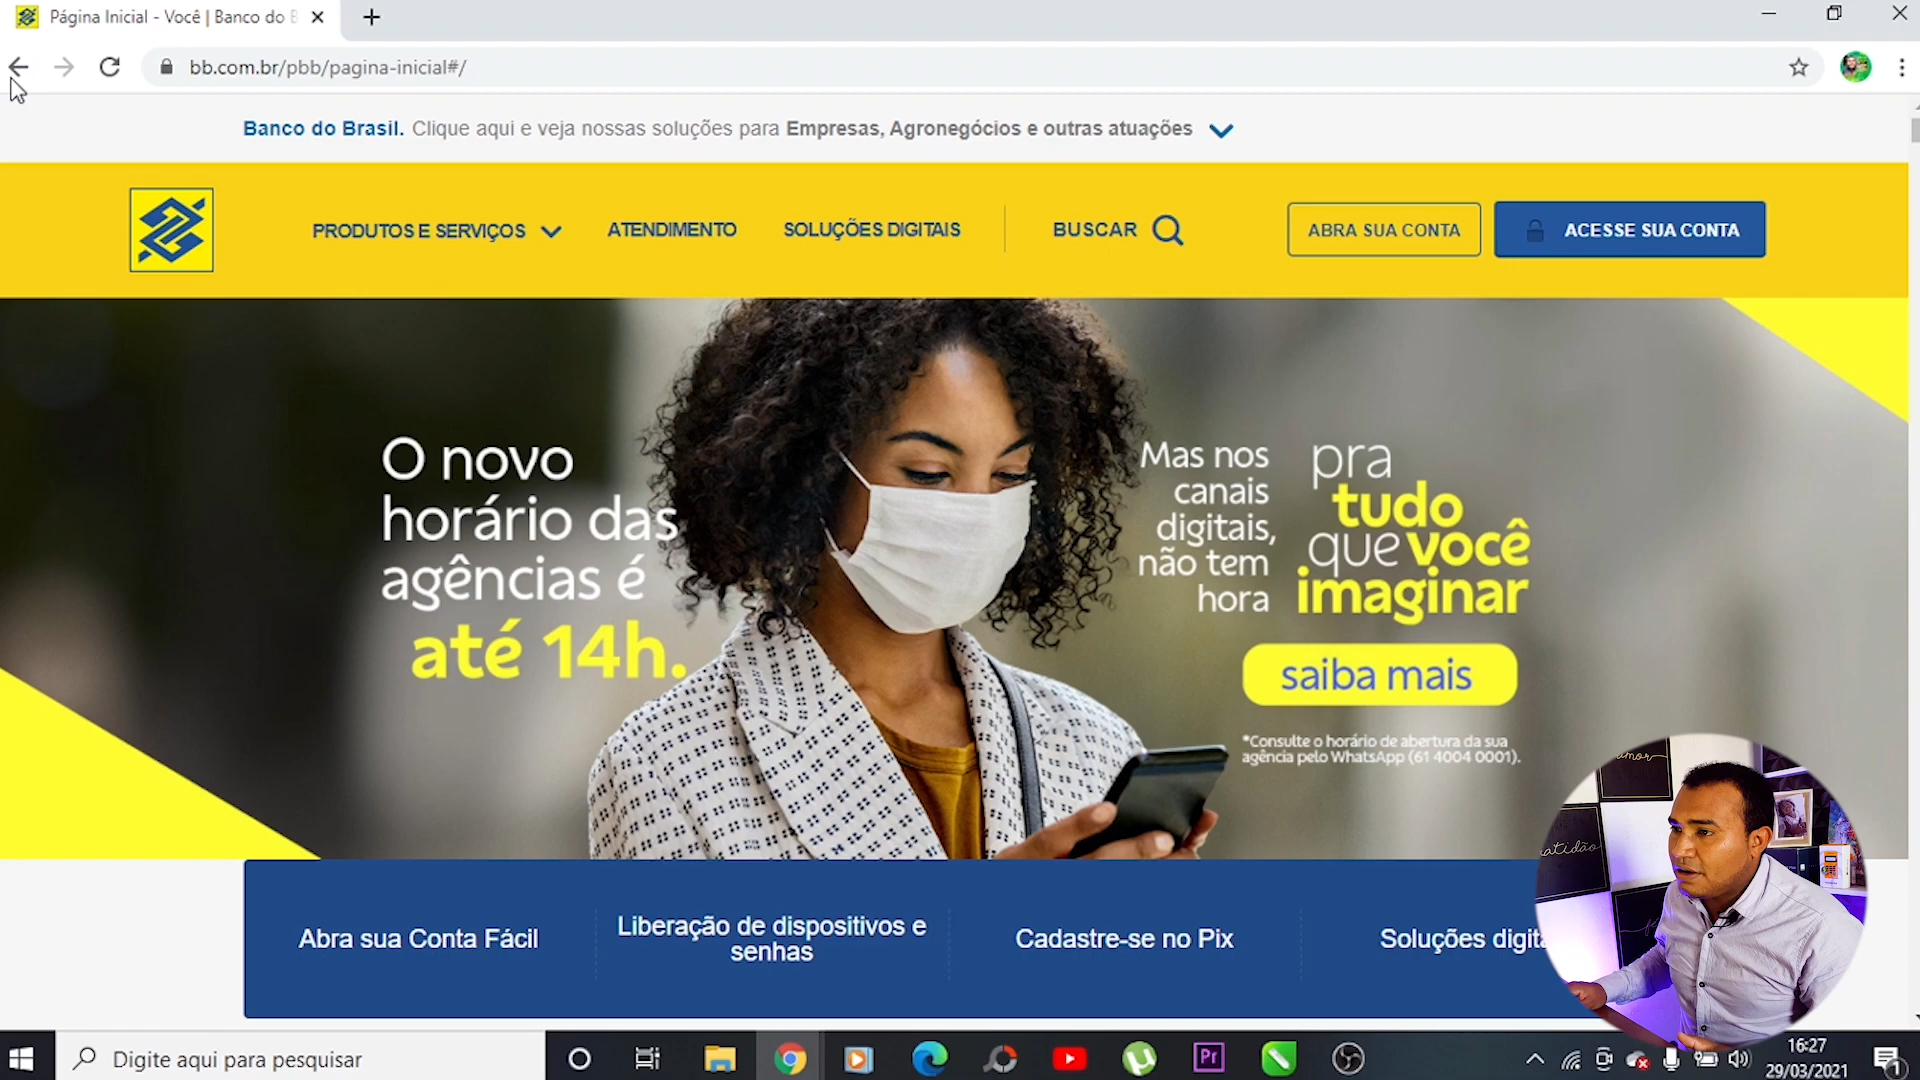 Página Inicial - Você | Banco do B
bb.com.br/pbb/pagina-inicial#/
Banco do Brasil. Clique aqui e veja nossas soluções para Empresas, Agronegócios e outras atuações
PRODUTOS E SERVIÇOS
ATENDIMENTO
SOLUÇÕES DIGITAIS
BUSCAR
ABRA SUA CONTA
ACESSE SUA CONTA
O novo
horário das
agências é
até 14h.
Mas nos
canais
digitais,
não tem
hora
pra
tudo
que você
imaginar
saiba mais
*Consulte o horário de abertura da sua
agência pelo WhatsApp (61 4004 0001).
Abra sua Conta Fácil
Liberação de dispositivos e
senhas
Cadastre-se no Pix
Soluções digita
amor
atidão
Digite aqui para pesquisar
Pr
16:27
29/03/2021
1